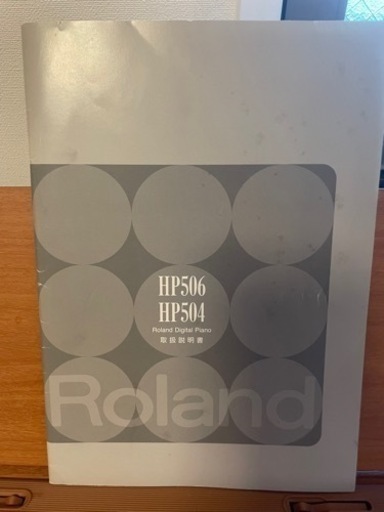 HP506
HP504
Roland Digital Piano
取扱説明書
Roland